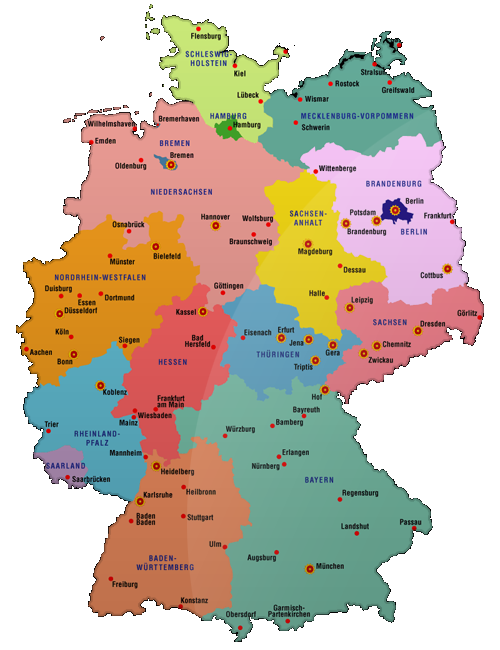 Flensburg
SCHLESWIG-
HOLSTEIN
Kiel
Stralsund
Rostock
Greifswald
Lübeck
Wismar
Bremerhaven
HAMBURG
MECKLENBURG-VORPOMMERN
Wilhelmshaven
Hamburg
Schwerin
Emden
BREMEN
Bremen
Oldenburg
Wittenberge
BRANDENBURG
NIEDERSACHSEN
Berlin
SACHSEN-
ANHALT
Potsdam
Frankfurt
Osnabrück
Hannover
Wolfsburg
Brandenburg
BERLIN
Braunschweig
Münster
Bielefeld
Magdeburg
Dessau
Cottbus
NORDRHEIN-WESTFALEN
Duisburg
Essen
Dortmund
Göttingen
Halle
Leipzig
Düsseldorf
Kassel
Görlitz
SACHSEN
Dresden
Köln
Siegen
Bad
Hersfeld
Eisenach
Erfurt
Jena
Gera
Chemnitz
Aachen
Bonn
HESSEN
THÜRINGEN
Zwickau
Triptis
Koblenz
Hof
Frankfurt
am Main
Wiesbaden
Mainz
Bayreuth
Bamberg
Trier
RHEINLAND-
PFALZ
Würzburg
Mannheim
Erlangen
SAARLAND
Heidelberg
Nürnberg
Saarbrücken
BAYERN
Karlsruhe
Heilbronn
Regensburg
Baden
Baden
Stuttgart
Landshut
Passau
Ulm
Augsburg
BADEN-
WÜRTTEMBERG
München
Freiburg
Konstanz
Obersdorf
Garmisch-
Partenkirchen